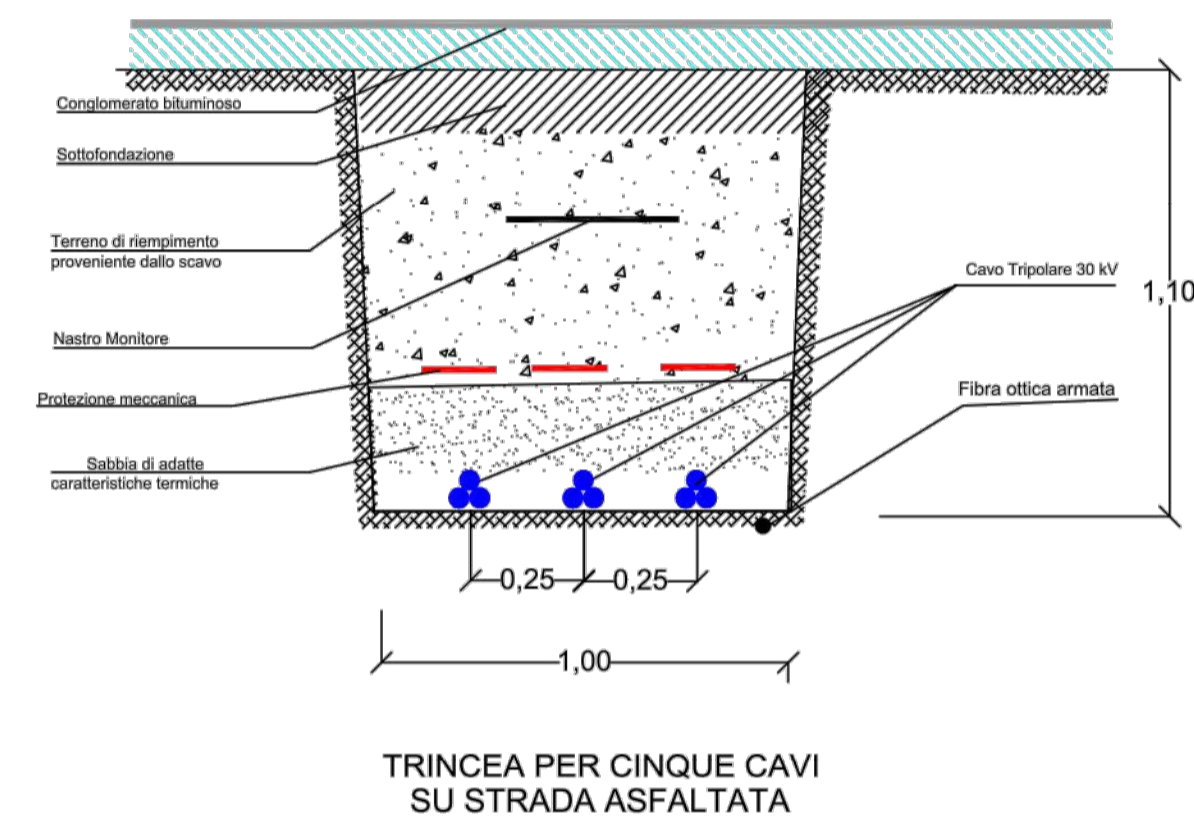 Conglomerato bituminoso
Sottofondazione
Terreno di riempimento
proveniente dallo scavo
Nastro Monitore
Protezione meccanica
Sabbia di adatte
caratteristiche termiche
Cavo Tripolare 30 kV
1,10
Fibra ottica armata
0,25
0,25
1,00
TRINCEA PER CINQUE CAVI
SU STRADA ASFALTATA